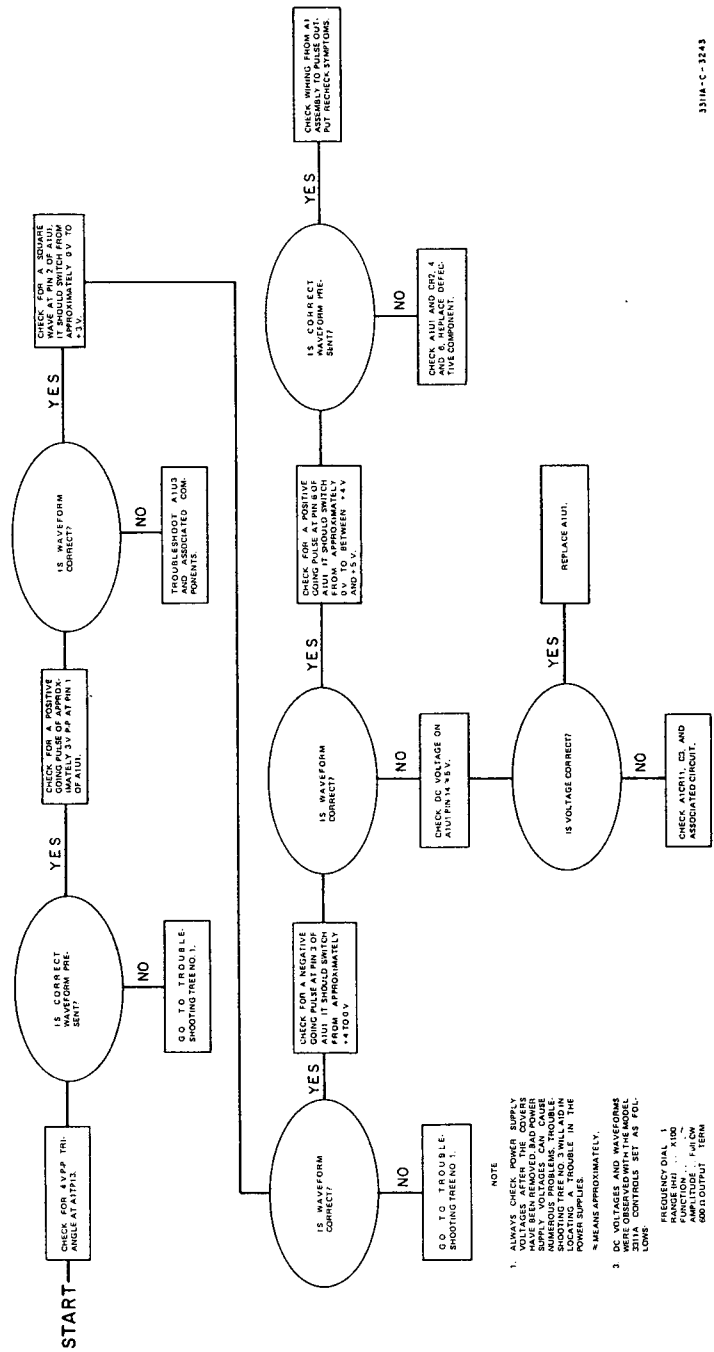 START
CHECK FOR 4 V P-P TRI-
ANGLE AT A1TP13.
IS CORRECT
WAVEFORM PRE-
SENT?
NO
GO TO TROUBLE-
SHOOTING TREE NO. 1.
YES
CHECK FOR A POSITIVE
GOING PULSE OF APPROX-
IMATELY 3 V P-P AT PIN 1
OF A1U1.
IS WAVEFORM
CORRECT?
NO
TROUBLESHOOT A1U3
AND ASSOCIATED COM-
PONENTS.
YES
CHECK FOR A SQUARE
WAVE AT PIN 2 OF A1U1.
IT SHOULD SWITCH FROM
APPROXIMATELY 0 V TO
+3 V.
IS WAVEFORM
CORRECT?
NO
GO TO TROUBLE-
SHOOTING TREE NO 1.
YES
CHECK FOR A NEGATIVE
GOING PULSE AT PIN 3 OF
A1U1 IT SHOULD SWITCH
FROM APPROXIMATELY
+4 TO 0 V
IS WAVEFORM
CORRECT?
NO
CHECK DC VOLTAGE ON
A1U1 PIN 14 ≈ 5 V.
IS VOLTAGE CORRECT?
NO
CHECK A1CR11, C3, AND
ASSOCIATED CIRCUIT.
YES
REPLACE A1U1.
YES
CHECK FOR A POSITIVE
GOING PULSE AT PIN 6 OF
A1U1 IT SHOULD SWITCH
FROM APPROXIMATELY
0 V TO BETWEEN +4 V
AND +5 V.
IS CORRECT
WAVEFORM PRE-
SENT?
NO
CHECK A1U1 AND CR2, 4
AND 6, REPLACE DEFEC-
TIVE COMPONENT.
YES
CHECK WIRING FROM A1
ASSEMBLY TO PULSE OUT-
PUT RECHECK SYMPTOMS.
NOTE
1. ALWAYS CHECK POWER SUPPLY
VOLTAGES AFTER THE COVERS
HAVE BEEN REMOVED. BAD POWER
SUPPLY VOLTAGES CAN CAUSE
NUMEROUS PROBLEMS. TROUBLE-
SHOOTING TREE NO. 3 WILL AID IN
LOCATING A TROUBLE IN THE
POWER SUPPLIES.
≈ MEANS APPROXIMATELY.
3. DC VOLTAGES AND WAVEFORMS
WERE OBSERVED WITH THE MODEL
3311A CONTROLS SET AS FOL-
LOWS:
FREQUENCY DIAL 1
RANGE (Hz) . . . X100
FUNCTION . . .
AMPLITUDE . . Full CW
600 Ω OUTPUT TERM
3311A-C-3243